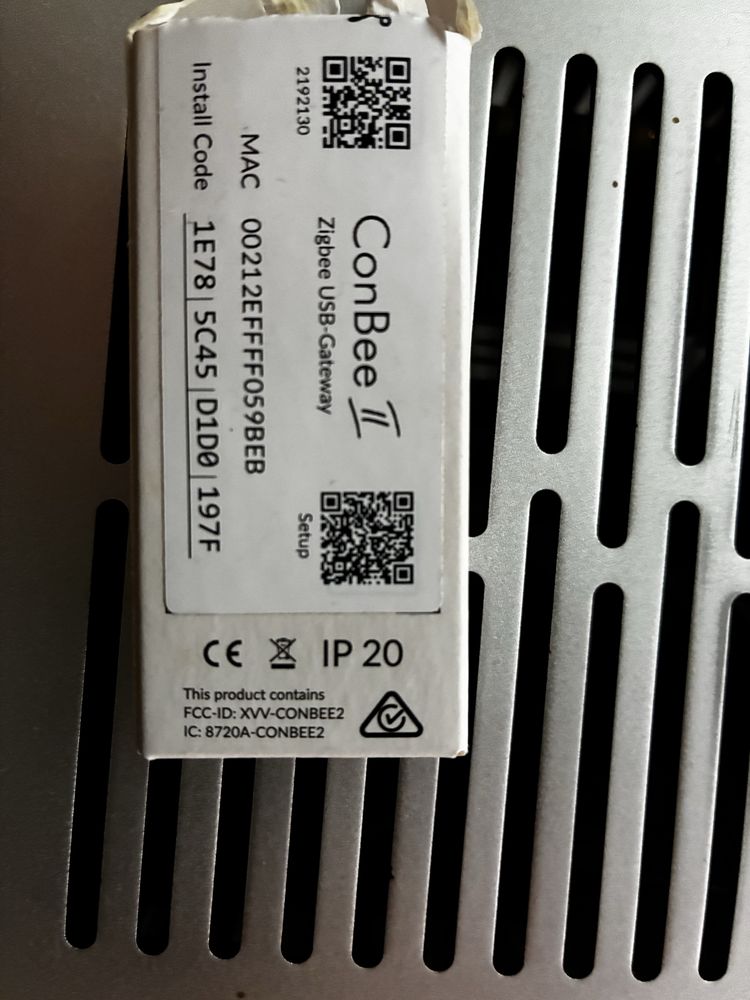 ConBee II
Zigbee USB-Gateway
2192130
Setup
MAC 00212EFFFF059BEB
Install Code 1E78 | 5C45 | D1D0 | 197F
CE IP 20
This product contains
FCC-ID: XVV-CONBEE2
IC: 8720A-CONBEE2